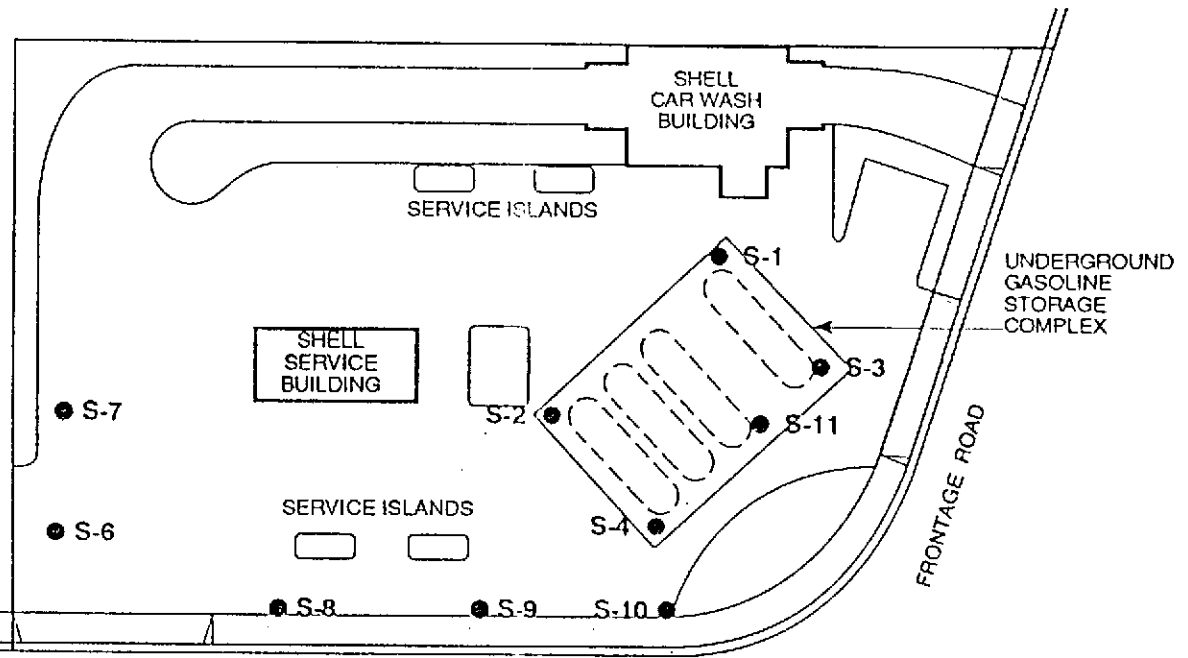 SHELL
CAR WASH
BUILDING
SERVICE ISLANDS
S-1
UNDERGROUND
GASOLINE
STORAGE
COMPLEX
SHELL
SERVICE
BUILDING
S-3
S-7
S-2
S-11
SERVICE ISLANDS
S-4
S-6
FRONTAGE ROAD
S-8
S-9
S-10